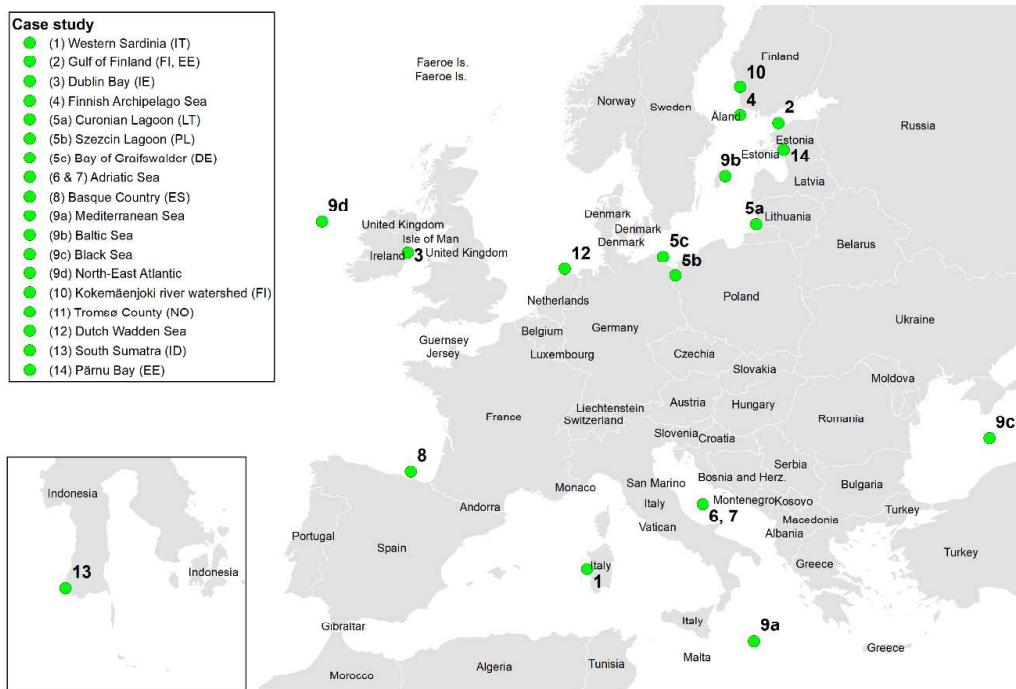 Case study
(1) Western Sardinia (IT)
(2) Gulf of Finland (FI, EE)
(3) Dublin Bay (IE)
(4) Finnish Archipelago Sea
(5a) Curonian Lagoon (LT)
(5b) Szezcin Lagoon (PL)
(5c) Bay of Graifswalder (DE)
(6 & 7) Adriatic Sea
(8) Basque Country (ES)
(9a) Mediterranean Sea
(9b) Baltic Sea
(9c) Black Sea
(9d) North-East Atlantic
(10) Kokemäenjoki river watershed (FI)
(11) Tromsø County (NO)
(12) Dutch Wadden Sea
(13) South Sumatra (ID)
(14) Pärnu Bay (EE)
Faeroe Is.
Faeroe Is.
Finland
10
Norway
Sweden
4
Åland
2
Russia
Estonia
Estonia
14
9b
Latvia
9d
5a
Lithuania
United Kingdom
Isle of Man
Ireland
3
United Kingdom
Denmark
Denmark
Denmark
5c
5b
12
Belarus
Netherlands
Poland
Belgium
Germany
Ukraine
Guernsey
Jersey
Luxembourg
Czechia
Slovakia
Moldova
France
Liechtenstein
Switzerland
Austria
Hungary
Romania
Slovenia
Croatia
9c
8
Serbia
Bosnia and Herz.
San Marino
Monaco
Italy
Montenegro
Kosovo
Bulgaria
Andorra
6, 7
Macedonia
Turkey
Vatican
Albania
Portugal
Spain
Greece
Turkey
Italy
1
Gibraltar
Italy
9a
Malta
Greece
Morocco
Algeria
Tunisia
Indonesia
13
Indonesia